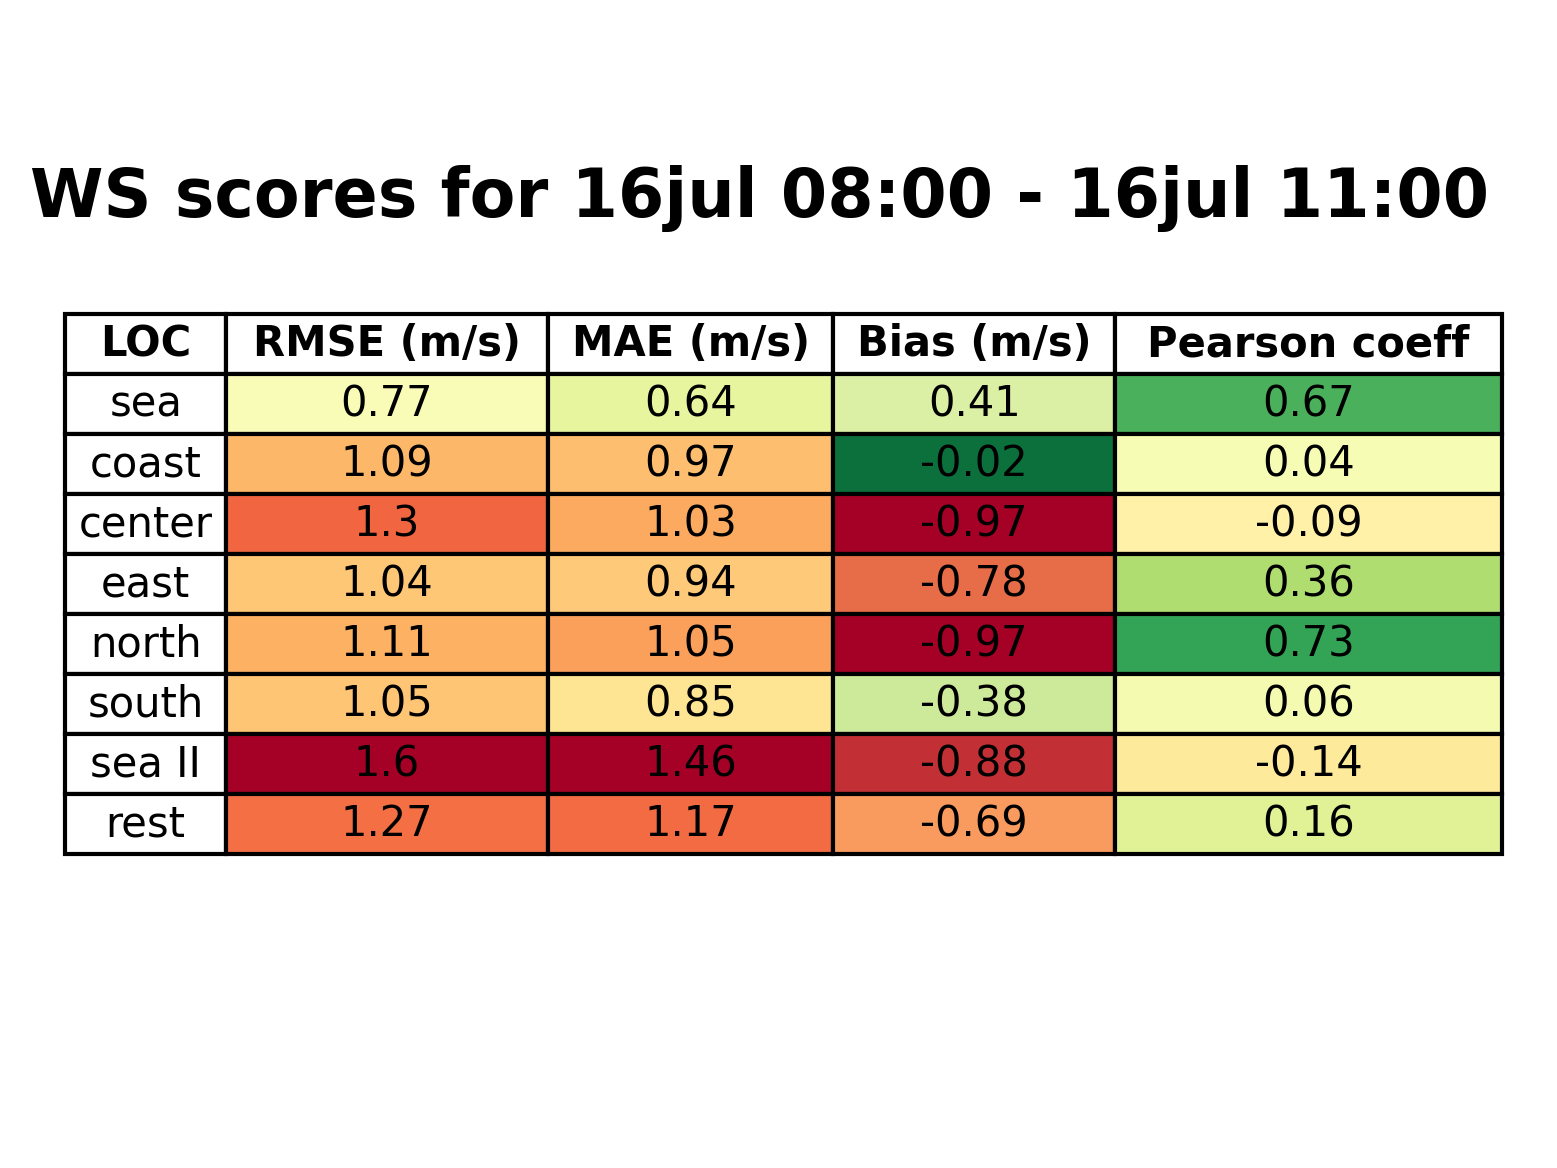 WS scores for 16jul 08:00 - 16jul 11:00
LOC RMSE (m/s) MAE (m/s) Bias (m/s) Pearson coeff
sea 0.77 0.64 0.41 0.67
coast 1.09 0.97 -0.02 0.04
center 1.3 1.03 -0.97 -0.09
east 1.04 0.94 -0.78 0.36
north 1.11 1.05 -0.97 0.73
south 1.05 0.85 -0.38 0.06
sea II 1.6 1.46 -0.88 -0.14
rest 1.27 1.17 -0.69 0.16